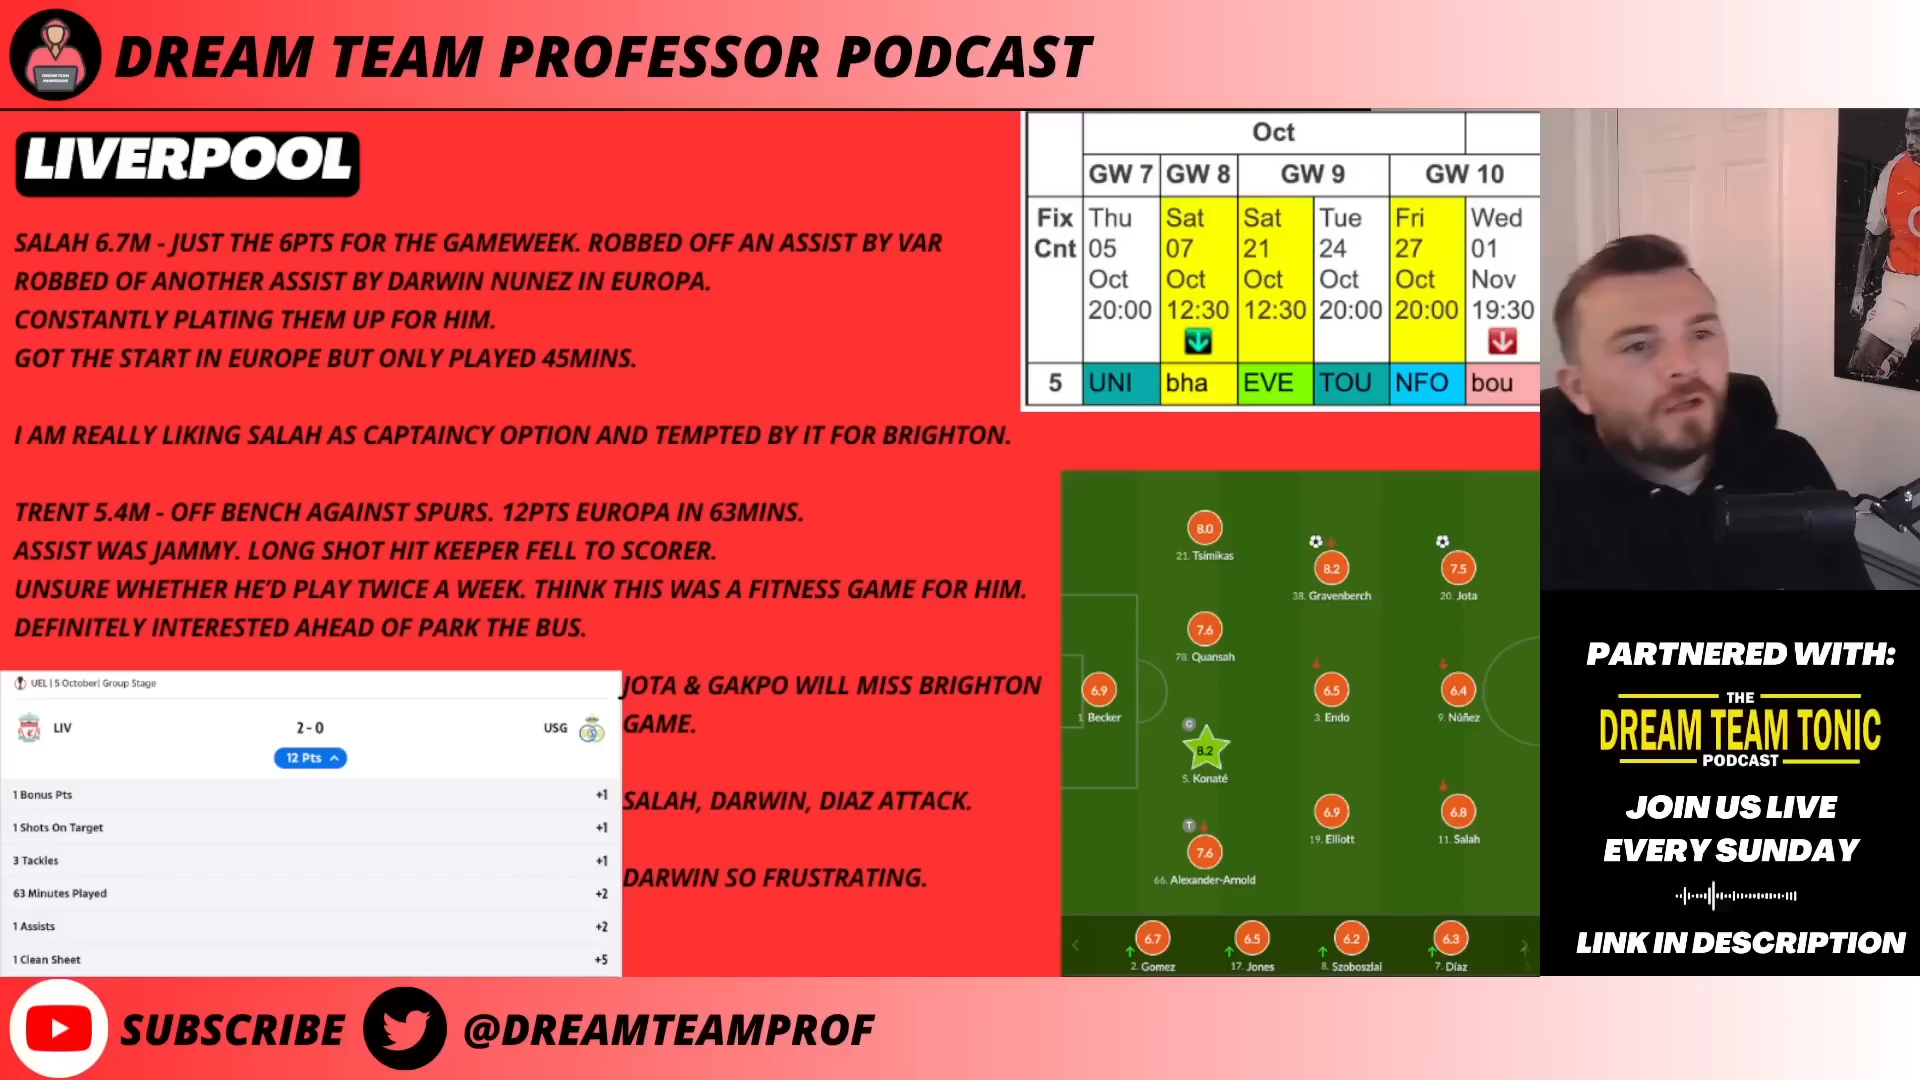 DREAM TEAM PROFESSOR PODCAST
DREAM TEAM
PROFESSOR
LIVERPOOL
SALAH 6.7M - JUST THE 6PTS FOR THE GAMEWEEK. ROBBED OFF AN ASSIST BY VAR
ROBBED OF ANOTHER ASSIST BY DARWIN NUNEZ IN EUROPA.
CONSTANTLY PLATING THEM UP FOR HIM.
GOT THE START IN EUROPE BUT ONLY PLAYED 45MINS.
I AM REALLY LIKING SALAH AS CAPTAINCY OPTION AND TEMPTED BY IT FOR BRIGHTON.
TRENT 5.4M - OFF BENCH AGAINST SPURS. 12PTS EUROPA IN 63MINS.
ASSIST WAS JAMMY. LONG SHOT HIT KEEPER FELL TO SCORER.
UNSURE WHETHER HE'D PLAY TWICE A WEEK. THINK THIS WAS A FITNESS GAME FOR HIM.
DEFINITELY INTERESTED AHEAD OF PARK THE BUS.
JOTA & GAKPO WILL MISS BRIGHTON
GAME.
SALAH, DARWIN, DIAZ ATTACK.
DARWIN SO FRUSTRATING.
UEL | 5 October| Group Stage
LIV 2 - 0 USG
12 Pts
1 Bonus Pts +1
1 Shots On Target +1
3 Tackles +1
63 Minutes Played +2
1 Assists +2
1 Clean Sheet +5
Oct
GW 7 GW 8 GW 9 GW 10
Fix Thu Sat Sat Tue Fri Wed
Cnt 05 07 21 24 27 01
Oct Oct Oct Oct Oct Nov
20:00 12:30 12:30 20:00 20:00 19:30
5 UNI bha EVE TOU NFO bou
8.0
21. Tsimikas
8.2
38. Gravenberch
7.5
20. Jota
7.6
78. Quansah
6.9
1. Becker
6.5
3. Endo
6.4
9. Núñez
C
8.2
5. Konaté
6.9
19. Elliott
6.8
11. Salah
T
7.6
66. Alexander-Arnold
6.7
2. Gomez
6.5
17. Jones
6.2
8. Szoboszlai
6.3
7. Díaz
PARTNERED WITH:
THE
DREAM TEAM TONIC
PODCAST
JOIN US LIVE
EVERY SUNDAY
LINK IN DESCRIPTION
SUBSCRIBE
@DREAMTEAMPROF